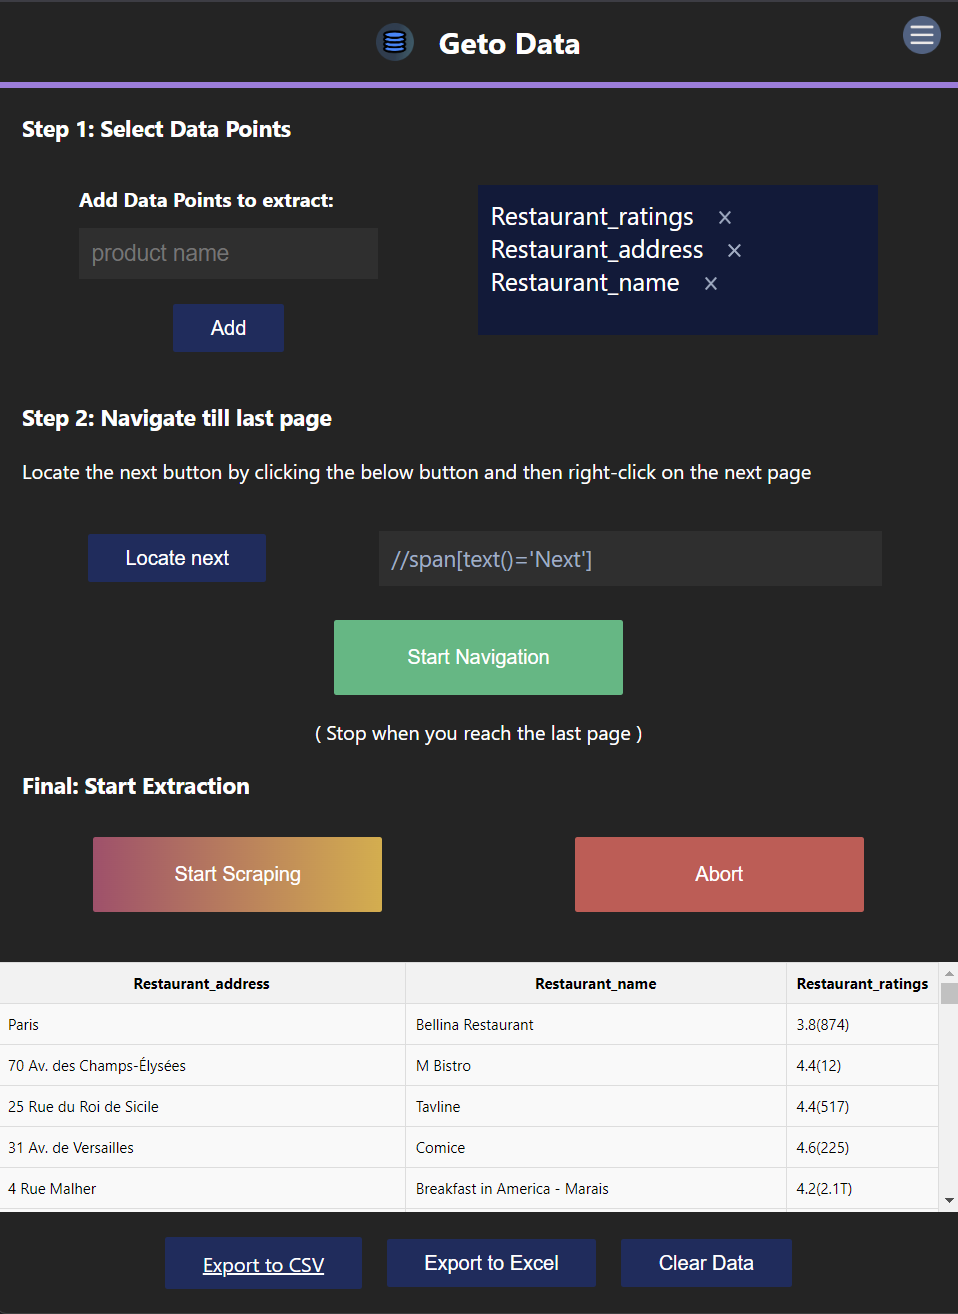 Geto Data
Step 1: Select Data Points
Add Data Points to extract:
product name
Add
Restaurant_ratings ×
Restaurant_address ×
Restaurant_name ×
Step 2: Navigate till last page
Locate the next button by clicking the below button and then right-click on the next page
Locate next
//span[text()='Next']
Start Navigation
( Stop when you reach the last page )
Final: Start Extraction
Start Scraping
Abort
Restaurant_address Restaurant_name Restaurant_ratings
Paris Bellina Restaurant 3.8(874)
70 Av. des Champs-Élysées M Bistro 4.4(12)
25 Rue du Roi de Sicile Tavline 4.4(517)
31 Av. de Versailles Comice 4.6(225)
4 Rue Malher Breakfast in America - Marais 4.2(2.1T)
Export to CSV
Export to Excel
Clear Data